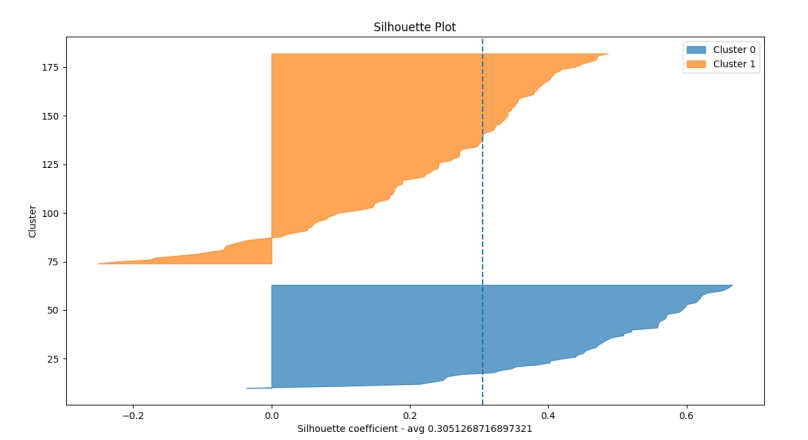 Silhouette Plot
Cluster 0
Cluster 1
175
150
125
100
75
50
25
Cluster
−0.2 0.0 0.2 0.4 0.6
Silhouette coefficient - avg 0.3051268716897321